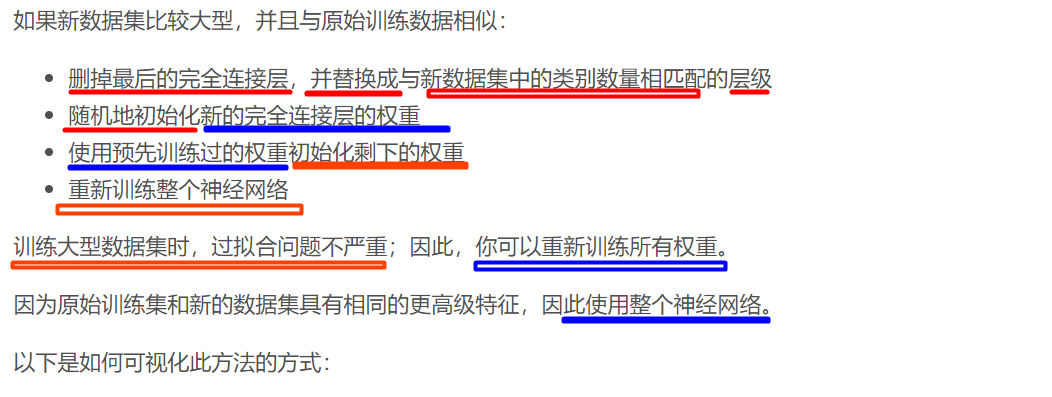 如果新数据集比较大型，并且与原始训练数据相似：
删掉最后的完全连接层，并替换成与新数据集中的类别数量相匹配的层级
随机地初始化新的完全连接层的权重
使用预先训练过的权重初始化剩下的权重
重新训练整个神经网络
训练大型数据集时，过拟合问题不严重；因此，你可以重新训练所有权重。
因为原始训练集和新的数据集具有相同的更高级特征，因此使用整个神经网络。
以下是如何可视化此方法的方式：